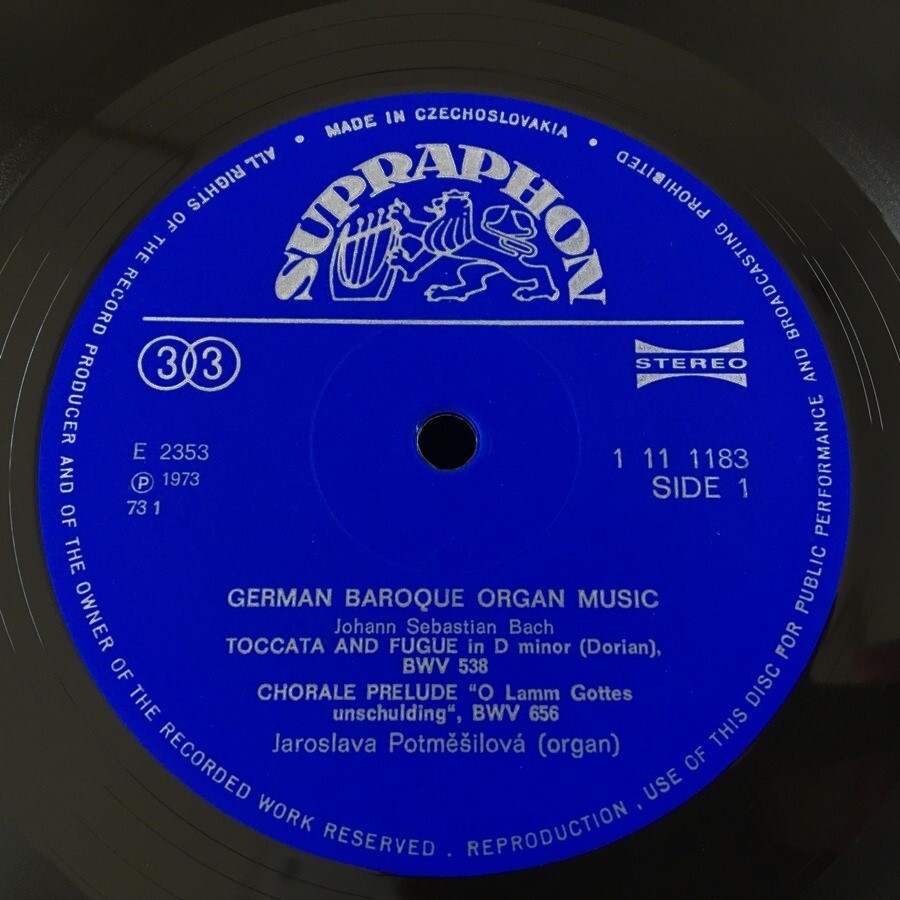 MADE IN CZECHOSLOVAKIA
SUPRAPHON
33
STEREO
E 2353
Ⓟ 1973
73 1
1 11 1183
SIDE 1
GERMAN BAROQUE ORGAN MUSIC
Johann Sebastian Bach
TOCCATA AND FUGUE in D minor (Dorian),
BWV 538
CHORALE PRELUDE "O Lamm Gottes
unschulding", BWV 656
Jaroslava Potměšilová (organ)
ALL RIGHTS OF THE RECORD PRODUCER AND OF THE OWNER OF THE RECORDED WORK RESERVED . REPRODUCTION , USE OF THIS DISC FOR PUBLIC PERFORMANCE AND BROADCASTING PROHIBITED